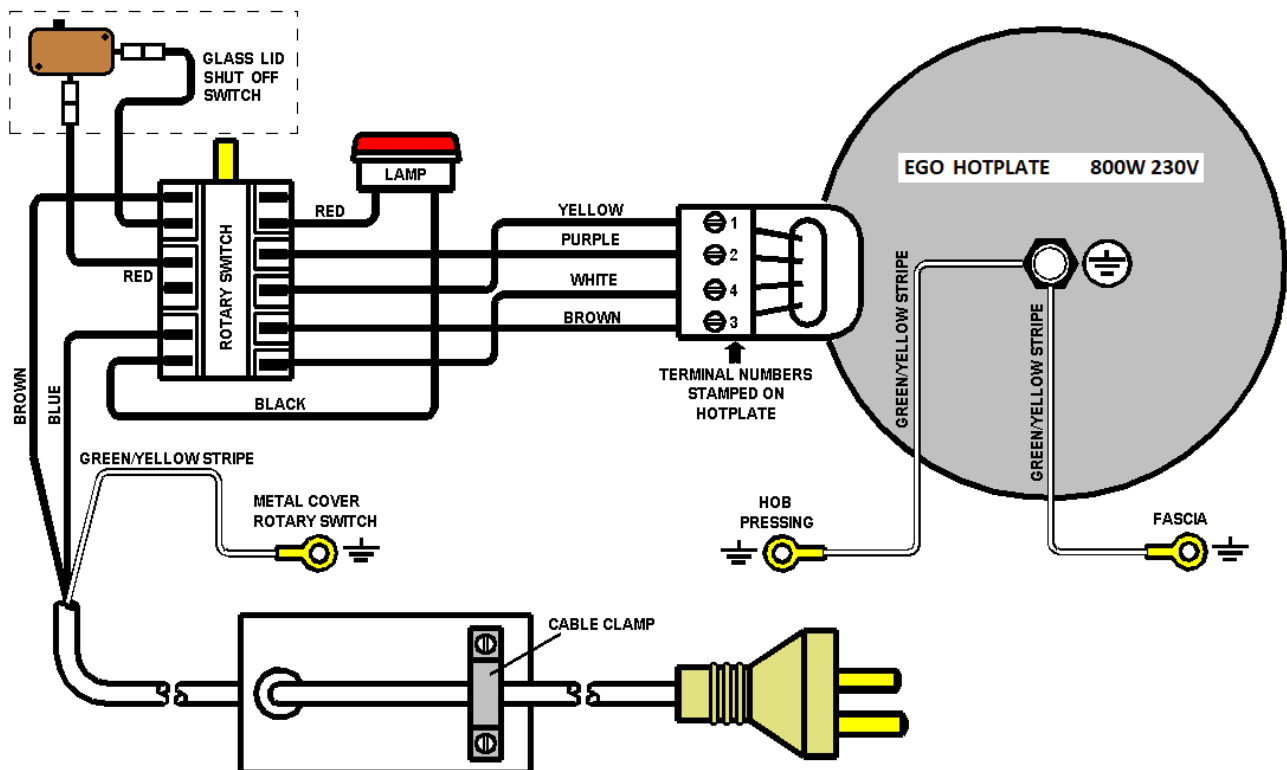 GLASS LID
SHUT OFF
SWITCH
LAMP
EGO HOTPLATE 800W 230V
RED
YELLOW
1
PURPLE
2
WHITE
4
BROWN
3
RED
ROTARY SWITCH
TERMINAL NUMBERS
STAMPED ON
HOTPLATE
BLACK
BROWN
BLUE
GREEN/YELLOW STRIPE
GREEN/YELLOW STRIPE
GREEN/YELLOW STRIPE
METAL COVER
ROTARY SWITCH
HOB
PRESSING
FASCIA
CABLE CLAMP